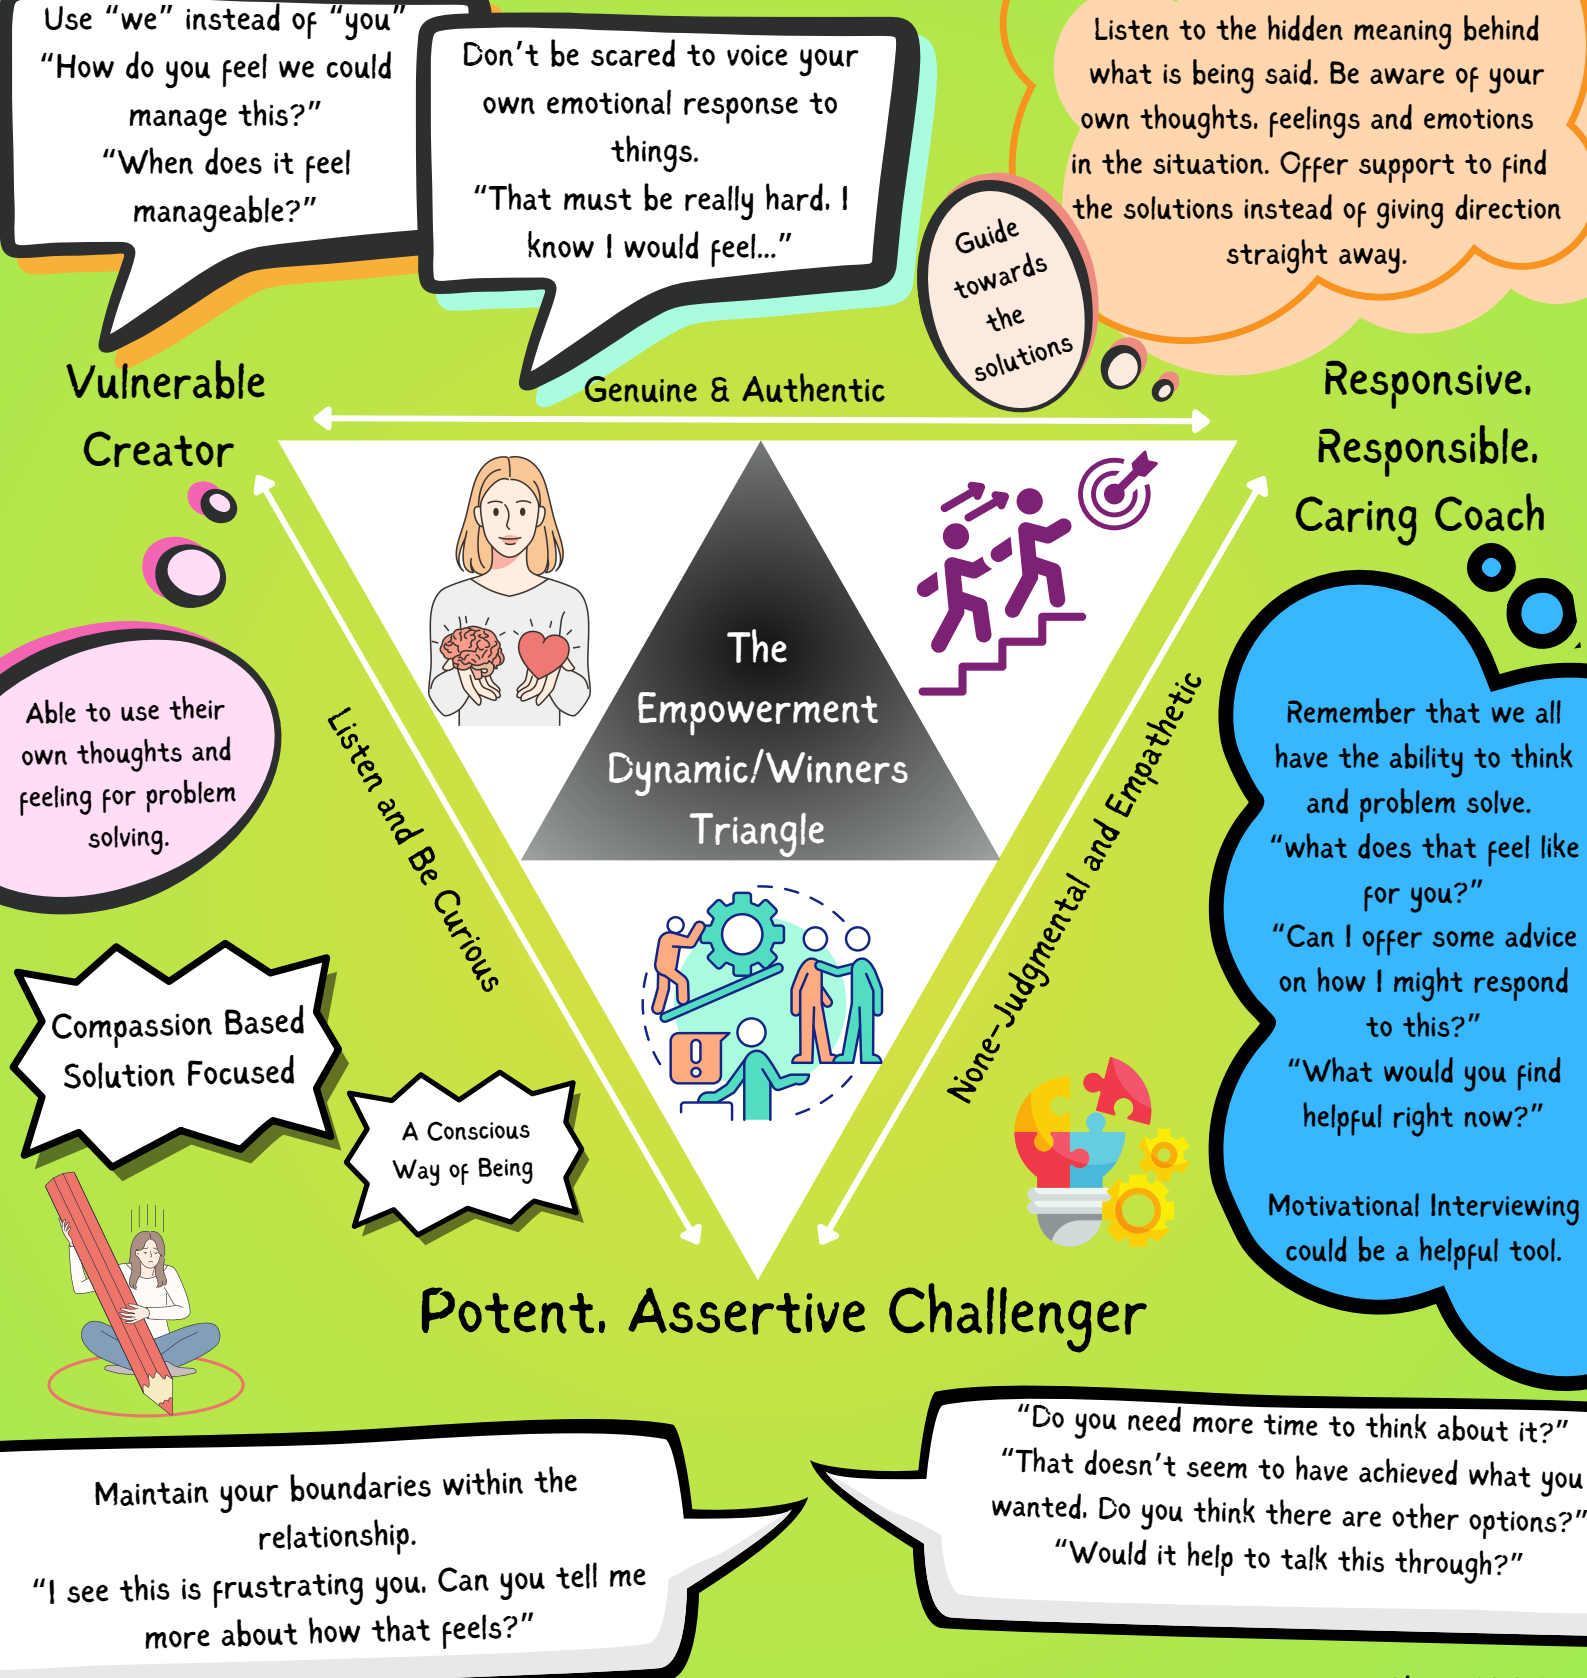 Use “we” instead of “you”
“How do you feel we could
manage this?”
“When does it feel
manageable?”
Don’t be scared to voice your
own emotional response to
things.
“That must be really hard, I
know I would feel...”
Listen to the hidden meaning behind
what is being said. Be aware of your
own thoughts, feelings and emotions
in the situation. Offer support to find
the solutions instead of giving direction
straight away.
Guide
towards
the
solutions
Vulnerable
Creator
Genuine & Authentic
Responsive,
Responsible,
Caring Coach
The
Empowerment
Dynamic/Winners
Triangle
Listen and Be Curious
None-Judgmental and Empathetic
Able to use their
own thoughts and
feeling for problem
solving.
Remember that we all
have the ability to think
and problem solve.
“what does that feel like
for you?”
“Can I offer some advice
on how I might respond
to this?”
“What would you find
helpful right now?”
Motivational Interviewing
could be a helpful tool.
Compassion Based
Solution Focused
A Conscious
Way of Being
Potent, Assertive Challenger
Maintain your boundaries within the
relationship.
“I see this is frustrating you, Can you tell me
more about how that feels?”
“Do you need more time to think about it?”
“That doesn’t seem to have achieved what you
wanted, Do you think there are other options?”
“Would it help to talk this through?”